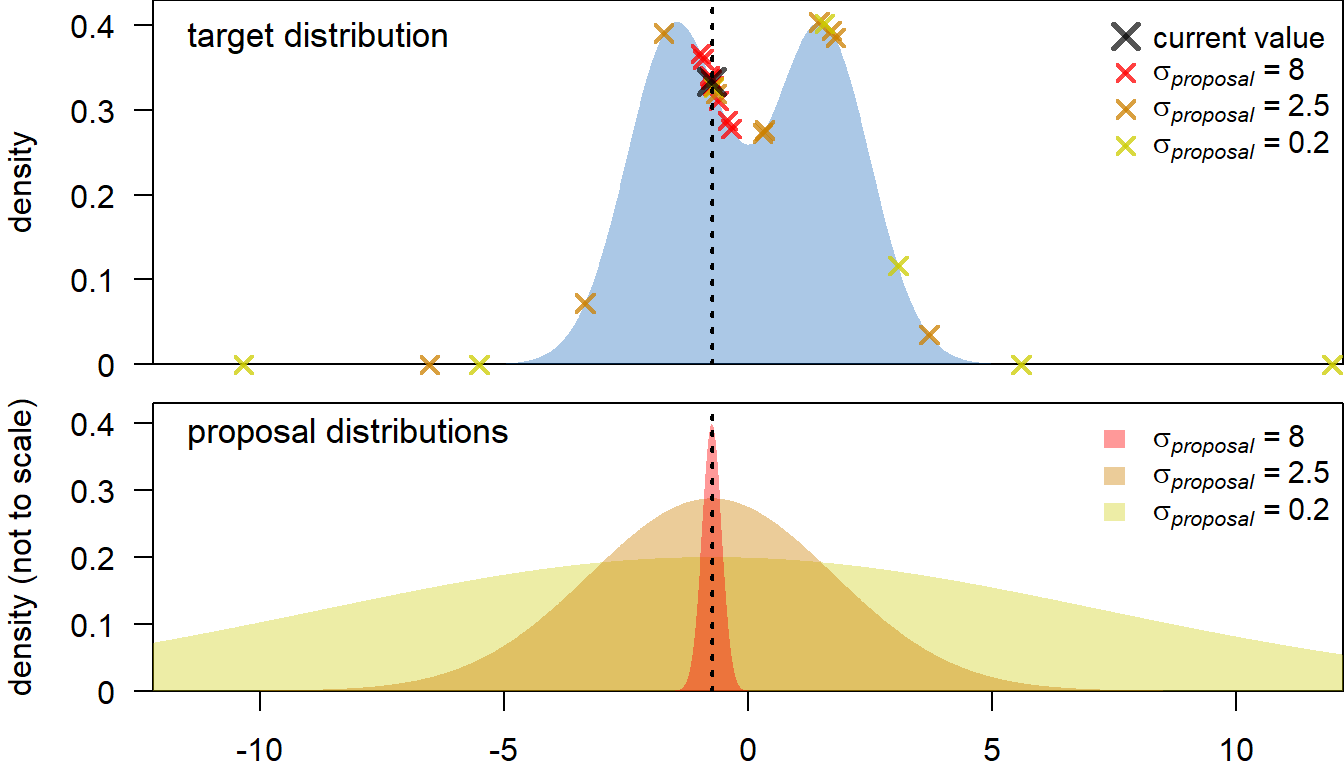 target distribution
current value
σproposal = 8
σproposal = 2.5
σproposal = 0.2
density
0.4
0.3
0.2
0.1
0
proposal distributions
σproposal = 8
σproposal = 2.5
σproposal = 0.2
density (not to scale)
0.4
0.3
0.2
0.1
0
-10 -5 0 5 10